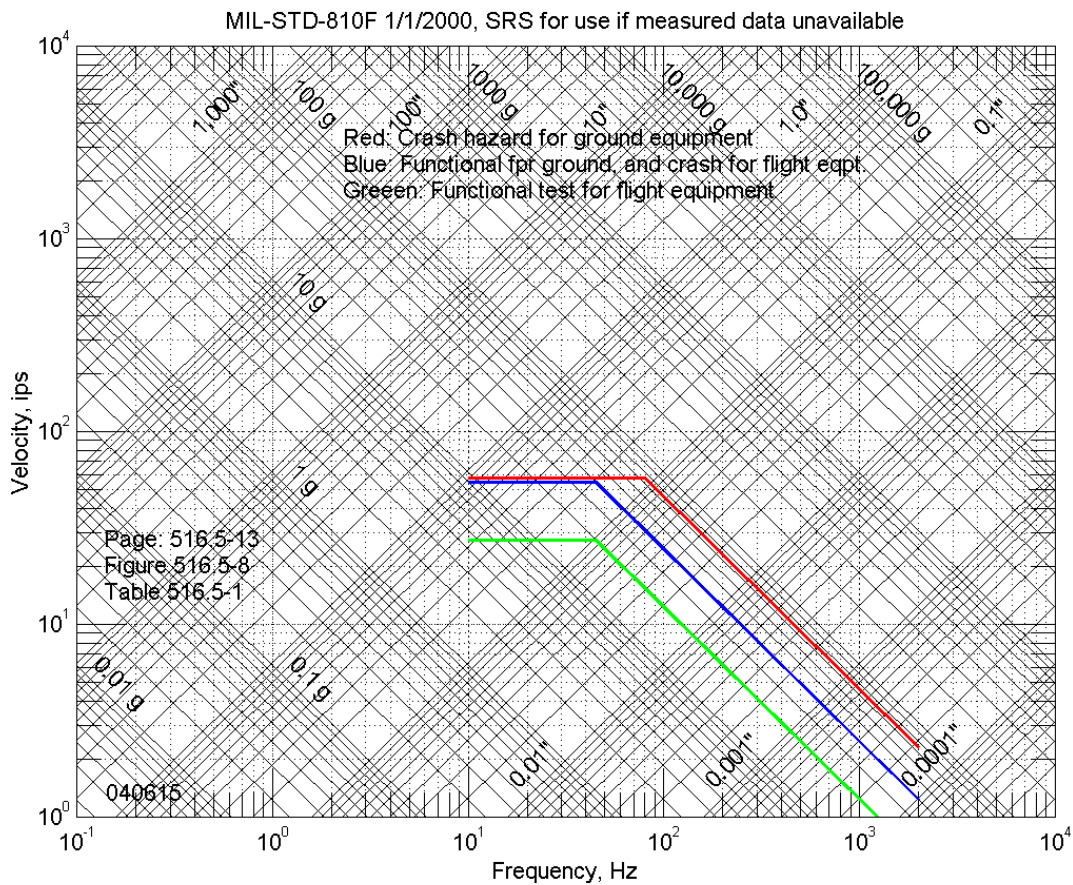 MIL-STD-810F 1/1/2000, SRS for use if measured data unavailable
10^4
1,000"
100 g
100"
1000 g
10"
10,000 g
1.0"
100,000 g
0.1"
Red: Crash hazard for ground equipment
Blue: Functional fpr ground, and crash for flight eqpt.
Greeen: Functional test for flight equipment
10^3
10 g
10^2
Velocity, ips
1 g
Page: 516.5-13
Figure 516.5-8
Table 516.5-1
10^1
0.01 g
0.1 g
0.01"
0.001"
0.0001"
040615
10^0
10^-1
10^0
10^1
10^2
10^3
10^4
Frequency, Hz